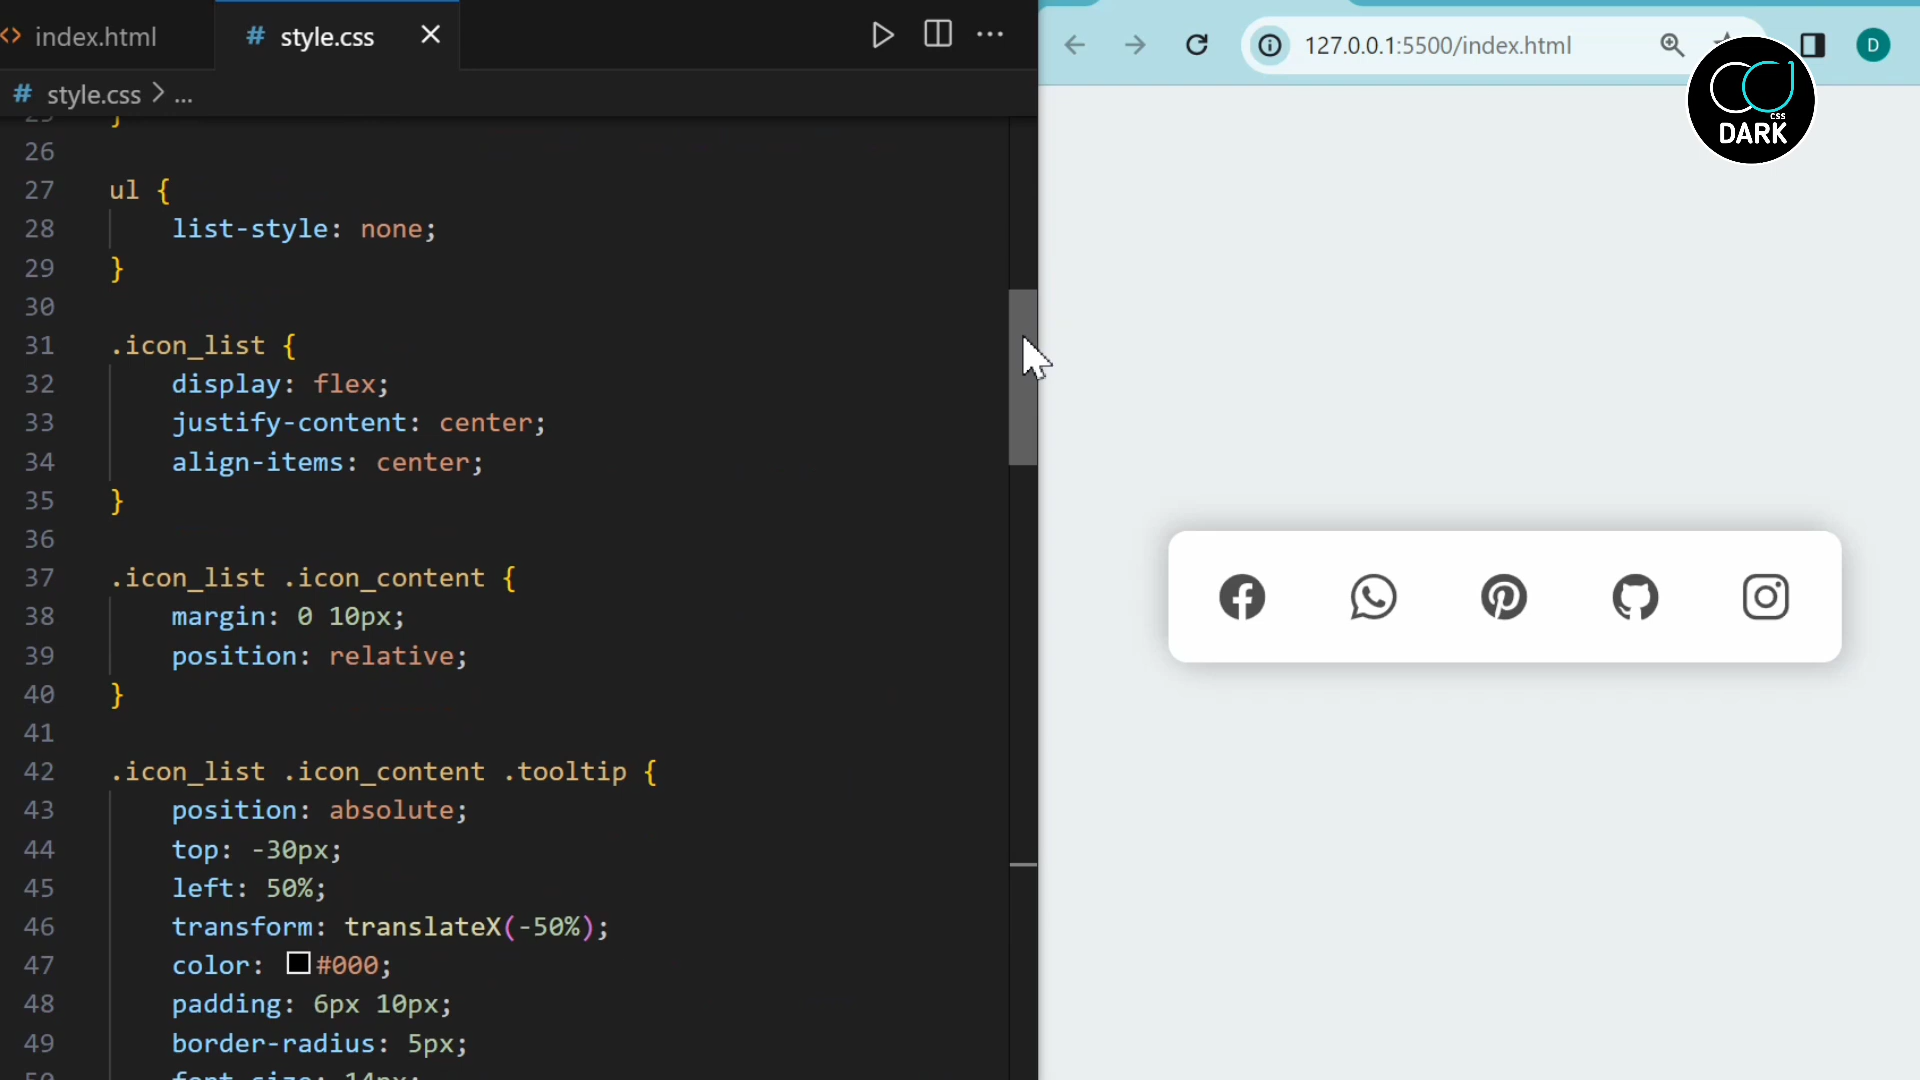 index.html
# style.css
# style.css > ...
25 }
26
27 ul {
28 list-style: none;
29 }
30
31 .icon_list {
32 display: flex;
33 justify-content: center;
34 align-items: center;
35 }
36
37 .icon_list .icon_content {
38 margin: 0 10px;
39 position: relative;
40 }
41
42 .icon_list .icon_content .tooltip {
43 position: absolute;
44 top: -30px;
45 left: 50%;
46 transform: translateX(-50%);
47 color: #000;
48 padding: 6px 10px;
49 border-radius: 5px;
50 font-size: 14px;
127.0.0.1:5500/index.html
D
CSS
DARK